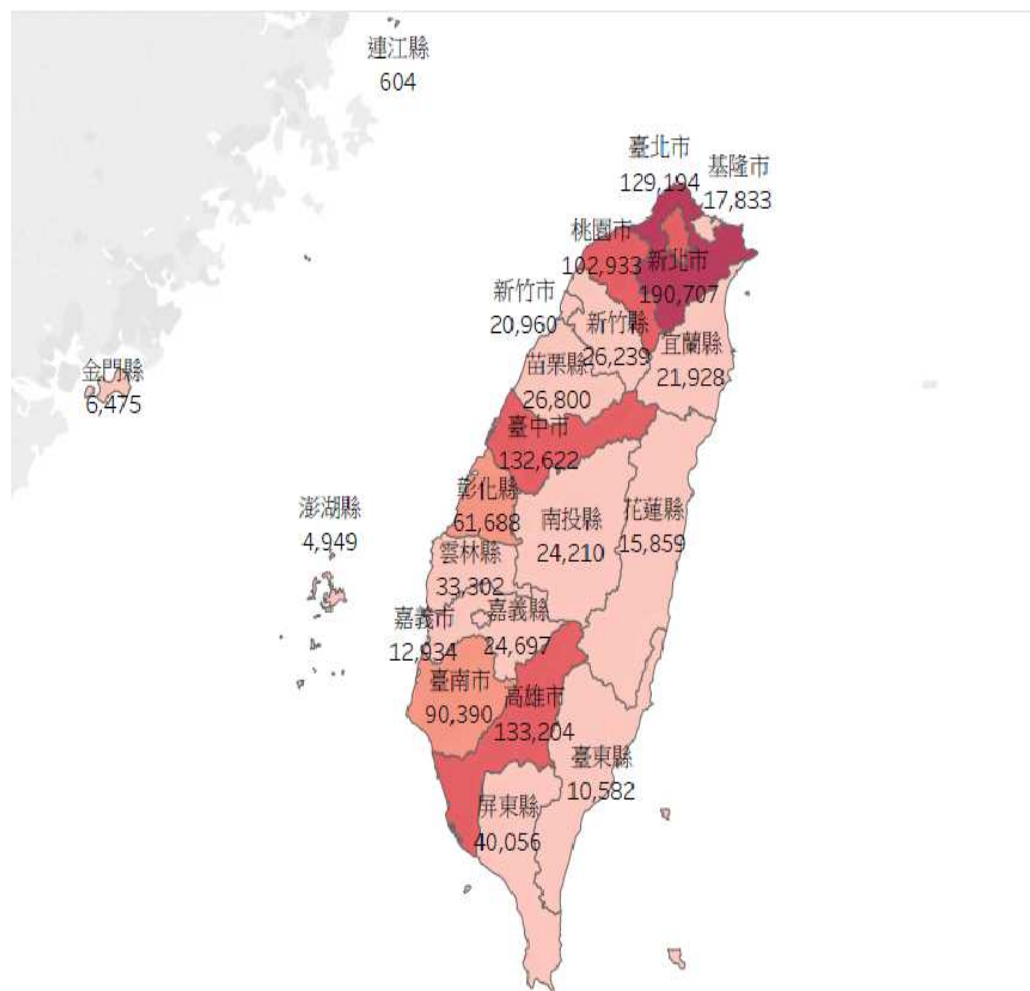 連江縣
604
臺北市
129,194
基隆市
17,833
桃園市
102,933
新北市
190,707
新竹市
20,960
新竹縣
26,239
宜蘭縣
21,928
苗栗縣
26,800
金門縣
6,475
臺中市
132,622
彰化縣
61,688
南投縣
24,210
花蓮縣
15,859
澎湖縣
4,949
雲林縣
33,302
嘉義市
12,934
嘉義縣
24,697
臺南市
90,390
高雄市
133,204
臺東縣
10,582
屏東縣
40,056